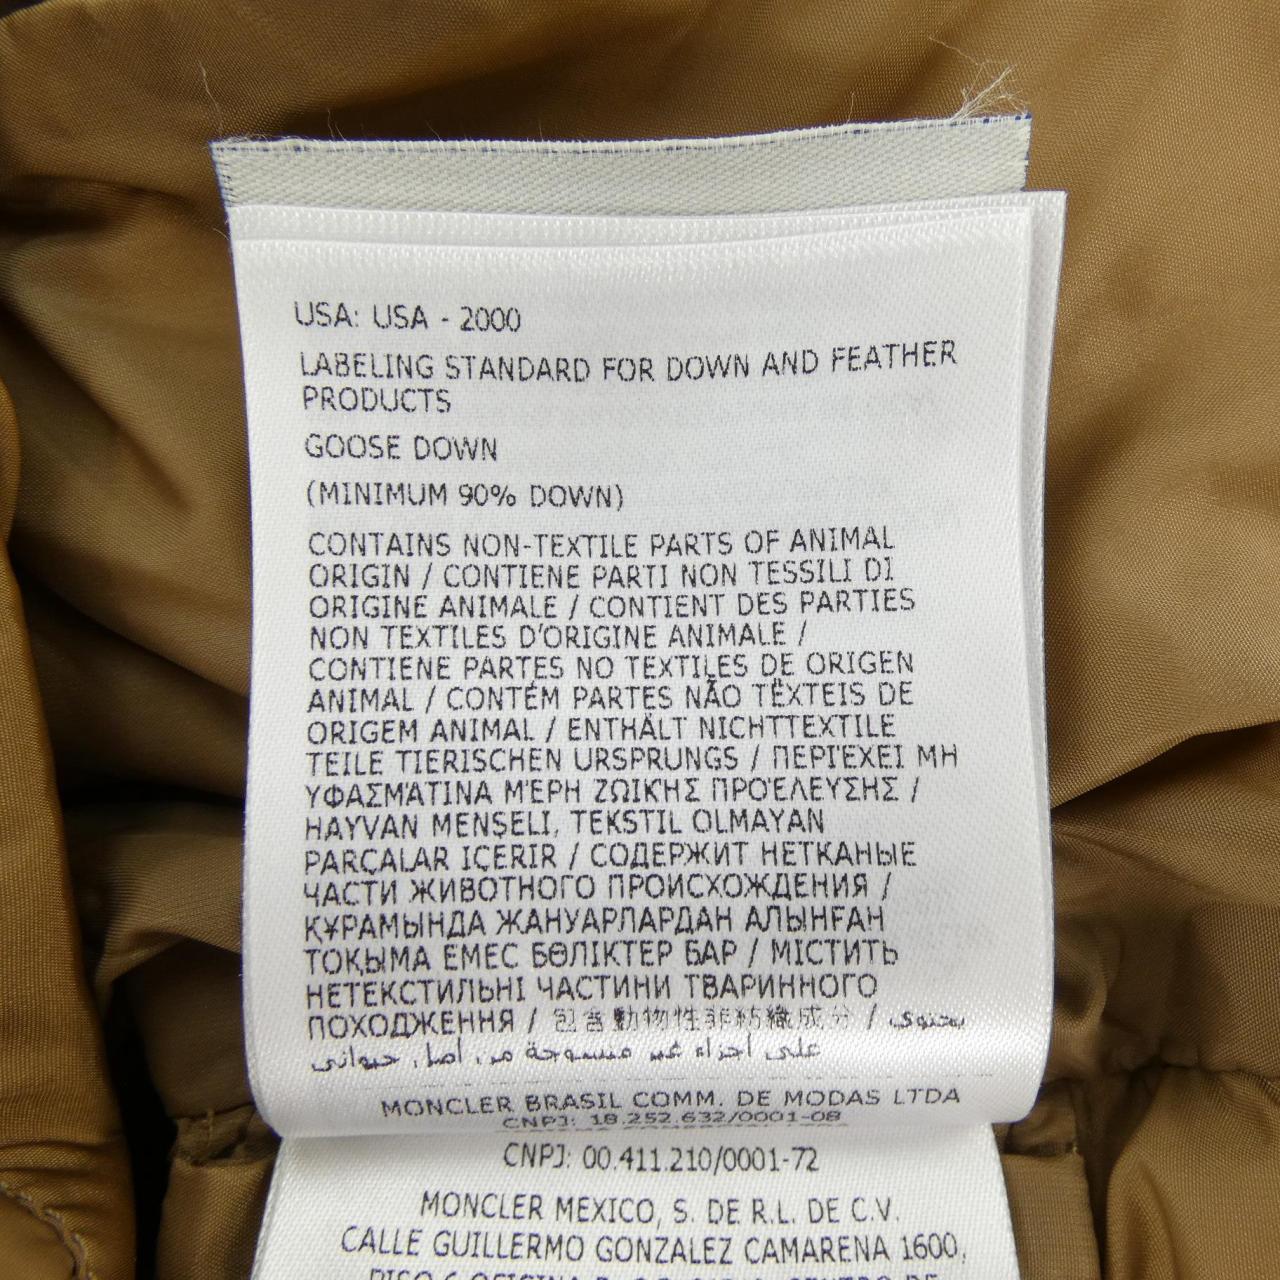 USA: USA - 2000
LABELING STANDARD FOR DOWN AND FEATHER
PRODUCTS
GOOSE DOWN
(MINIMUM 90% DOWN)
CONTAINS NON-TEXTILE PARTS OF ANIMAL
ORIGIN / CONTIENE PARTI NON TESSILI DI
ORIGINE ANIMALE / CONTIENT DES PARTIES
NON TEXTILES D'ORIGINE ANIMALE /
CONTIENE PARTES NO TEXTILES DE ORIGEN
ANIMAL / CONTÉM PARTES NÃO TÊXTEIS DE
ORIGEM ANIMAL / ENTHÄLT NICHTTEXTILE
TEILE TIERISCHEN URSPRUNGS / ΠΕΡΙΈΧΕΙ ΜΗ
ΥΦΑΣΜΆΤΙΝΑ ΜΈΡΗ ΖΩΙΚΉΣ ΠΡΟΈΛΕΥΣΗΣ /
HAYVAN MENŞELI, TEKSTIL OLMAYAN
PARÇALAR IÇERIR / СОДЕРЖИТ НЕТКАНЫЕ
ЧАСТИ ЖИВОТНОГО ПРОИСХОЖДЕНИЯ /
ҚҰРАМЫНДА ЖАНУАРЛАРДАН АЛЫНҒАН
ТОҚЫМА ЕМЕС БӨЛІКТЕР БАР / МІСТИТЬ
НЕТЕКСТИЛЬНІ ЧАСТИНИ ТВАРИННОГО
ПОХОДЖЕННЯ / 包含動物性非紡織成分 / يحتوي
على أجزاء غير منسوجة من أصل حيواني
MONCLER BRASIL COMM. DE MODAS LTDA
CNPJ: 18.252.632/0001-08
CNPJ: 00.411.210/0001-72
MONCLER MEXICO, S. DE R.L. DE C.V.
CALLE GUILLERMO GONZALEZ CAMARENA 1600,